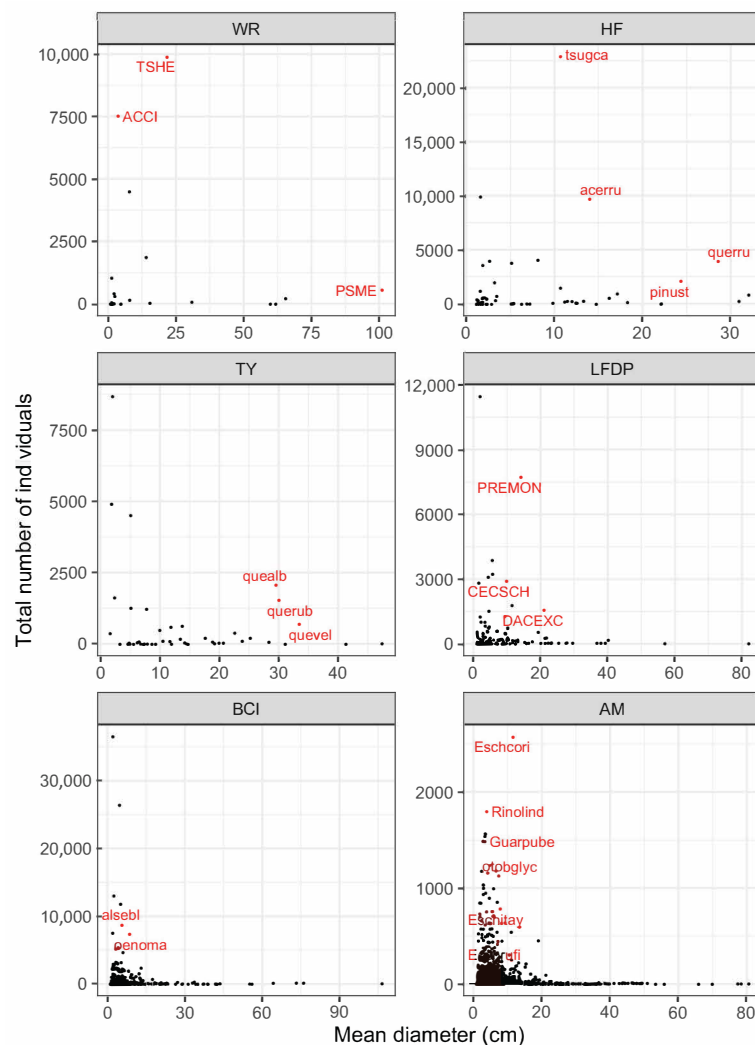 WR
10,000
7500
5000
2500
0
TSHE
ACCI
PSME
0 25 50 75 100
HF
20,000
15,000
10,000
5000
0
tsugca
acerru
querru
pinust
0 10 20 30
TY
7500
5000
2500
0
quealb
querub
quevel
0 10 20 30 40
LFDP
12,000
9000
6000
3000
0
PREMON
CECSCH
DACEXC
0 20 40 60 80
BCI
30,000
20,000
10,000
0
alsebl
oenoma
0 30 60 90
AM
2000
1000
0
Eschcori
Rinolind
Guarpube
otobglyc
Eschitay
0 20 40 60 80
Total number of ind viduals
Mean diameter (cm)